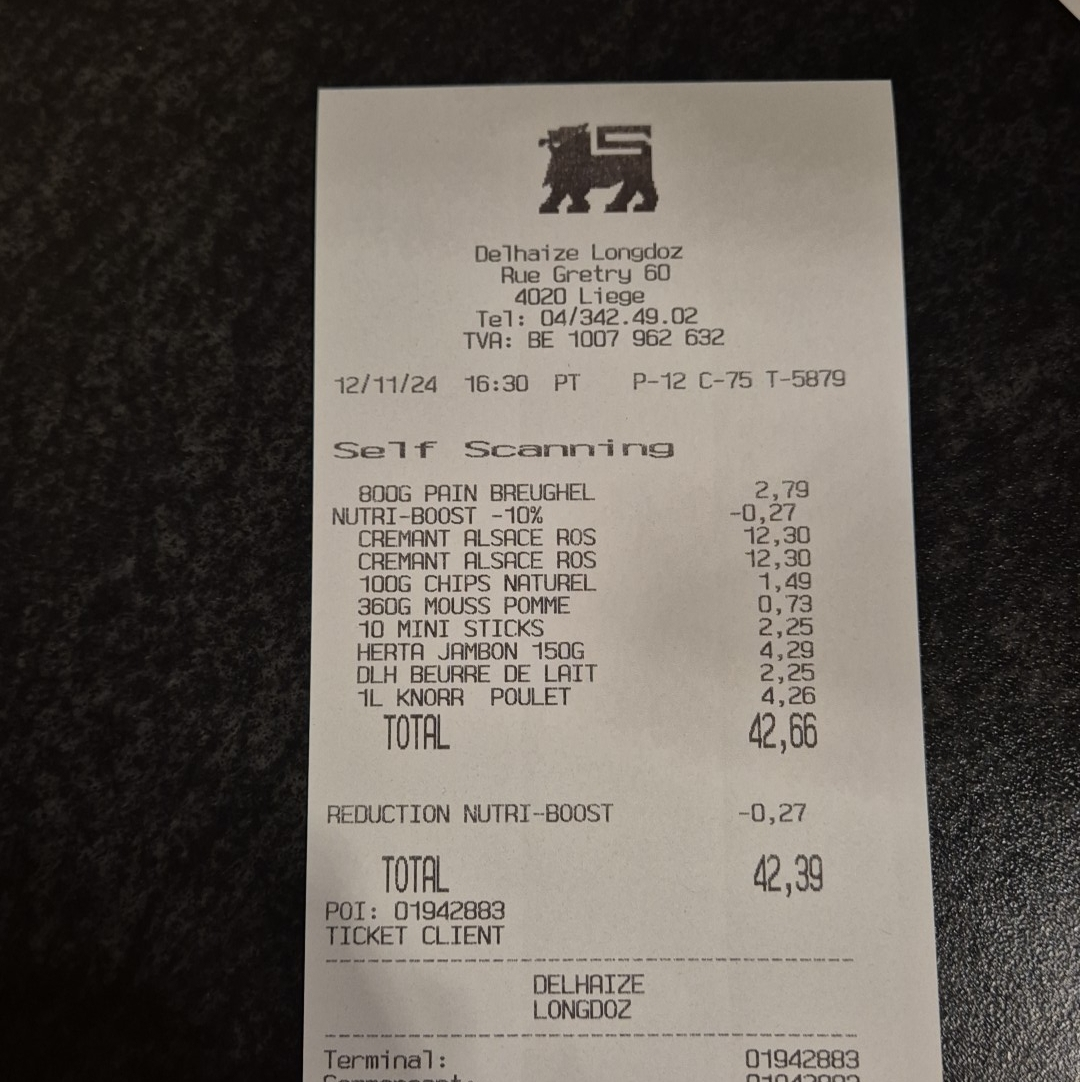 Delhaize Longdoz
Rue Gretry 60
4020 Liege
Tel: 04/342.49.02
TVA: BE 1007 962 632
12/11/24 16:30 PT P-12 C-75 T-5879
Self Scanning
800G PAIN BREUGHEL 2,79
NUTRI-BOOST -10% -0,27
CREMANT ALSACE ROS 12,30
CREMANT ALSACE ROS 12,30
100G CHIPS NATUREL 1,49
360G MOUSS POMME 0,73
10 MINI STICKS 2,25
HERTA JAMBON 150G 4,29
DLH BEURRE DE LAIT 2,25
1L KNORR POULET 4,26
TOTAL 42,66
REDUCTION NUTRI-BOOST -0,27
TOTAL 42,39
POI: 01942883
TICKET CLIENT
DELHAIZE
LONGDOZ
Terminal: 01942883